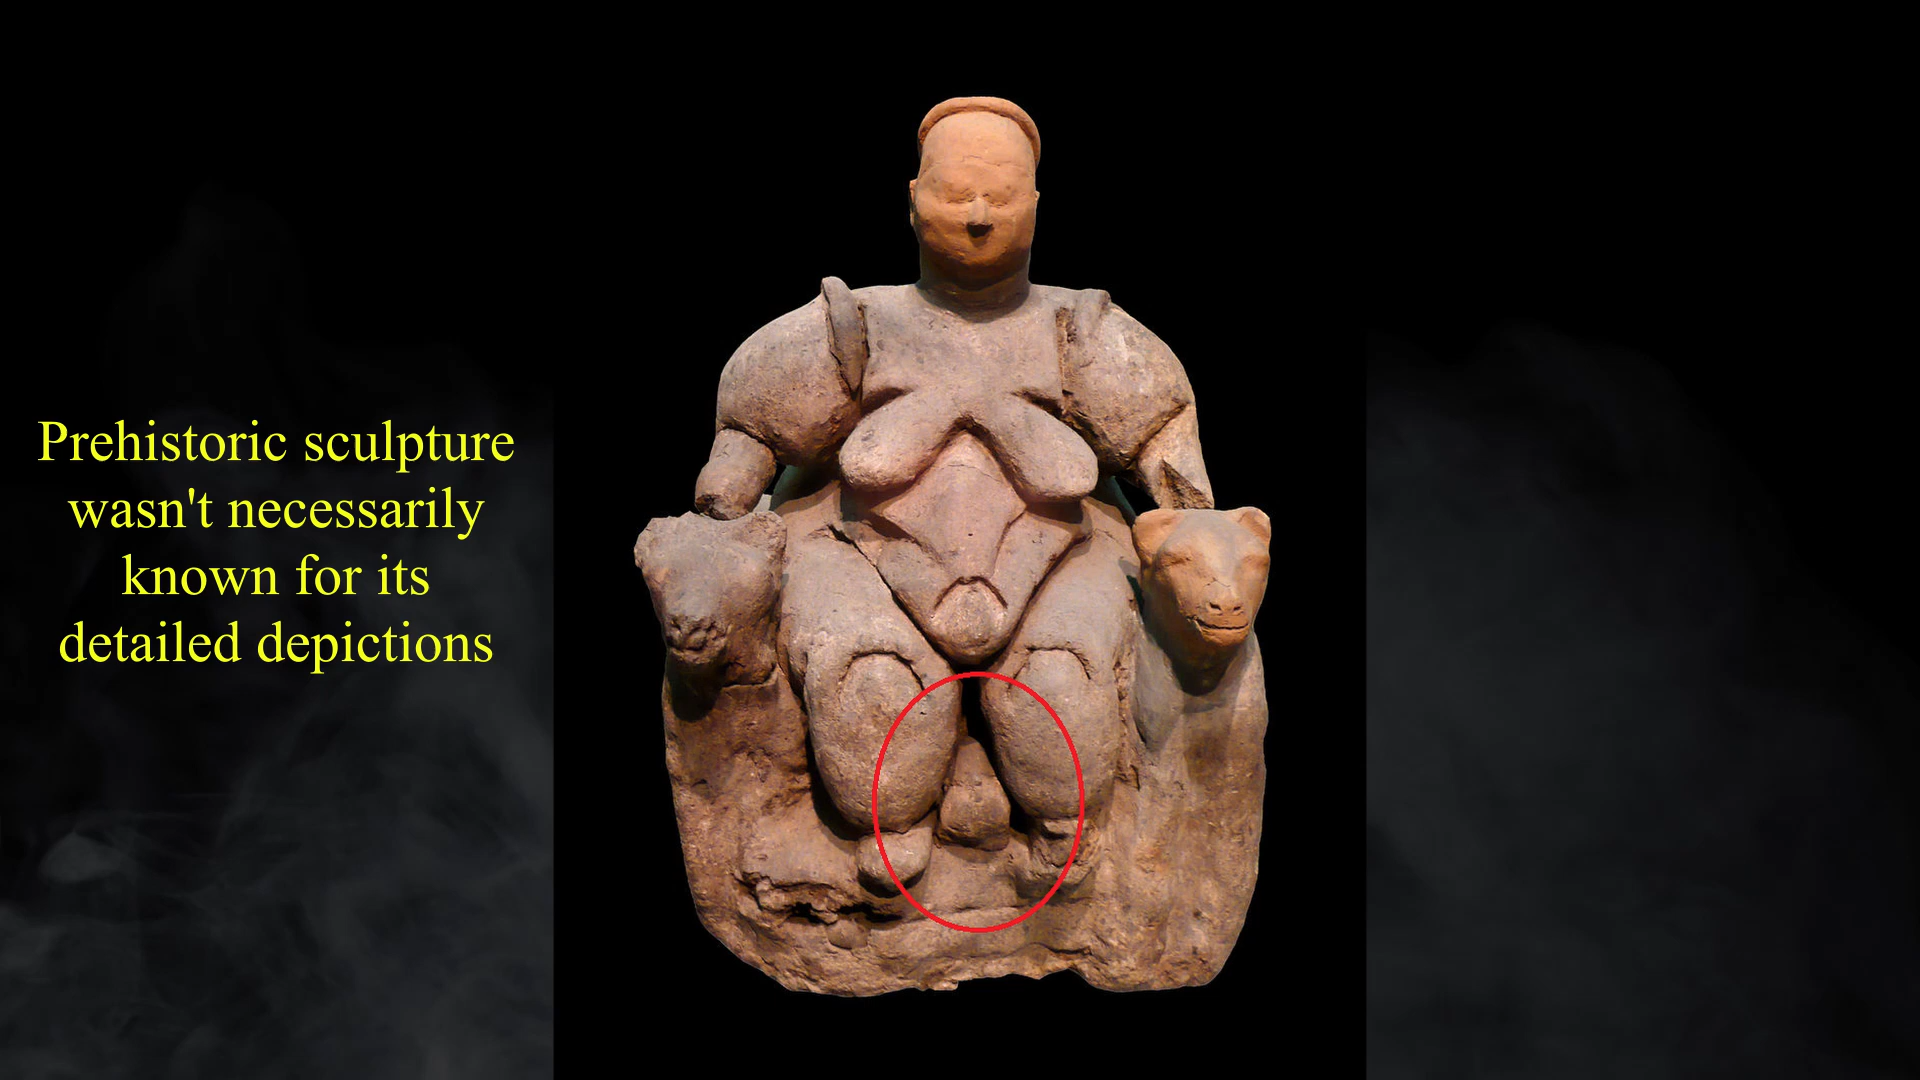 Prehistoric sculpture
wasn't necessarily
known for its
detailed depictions